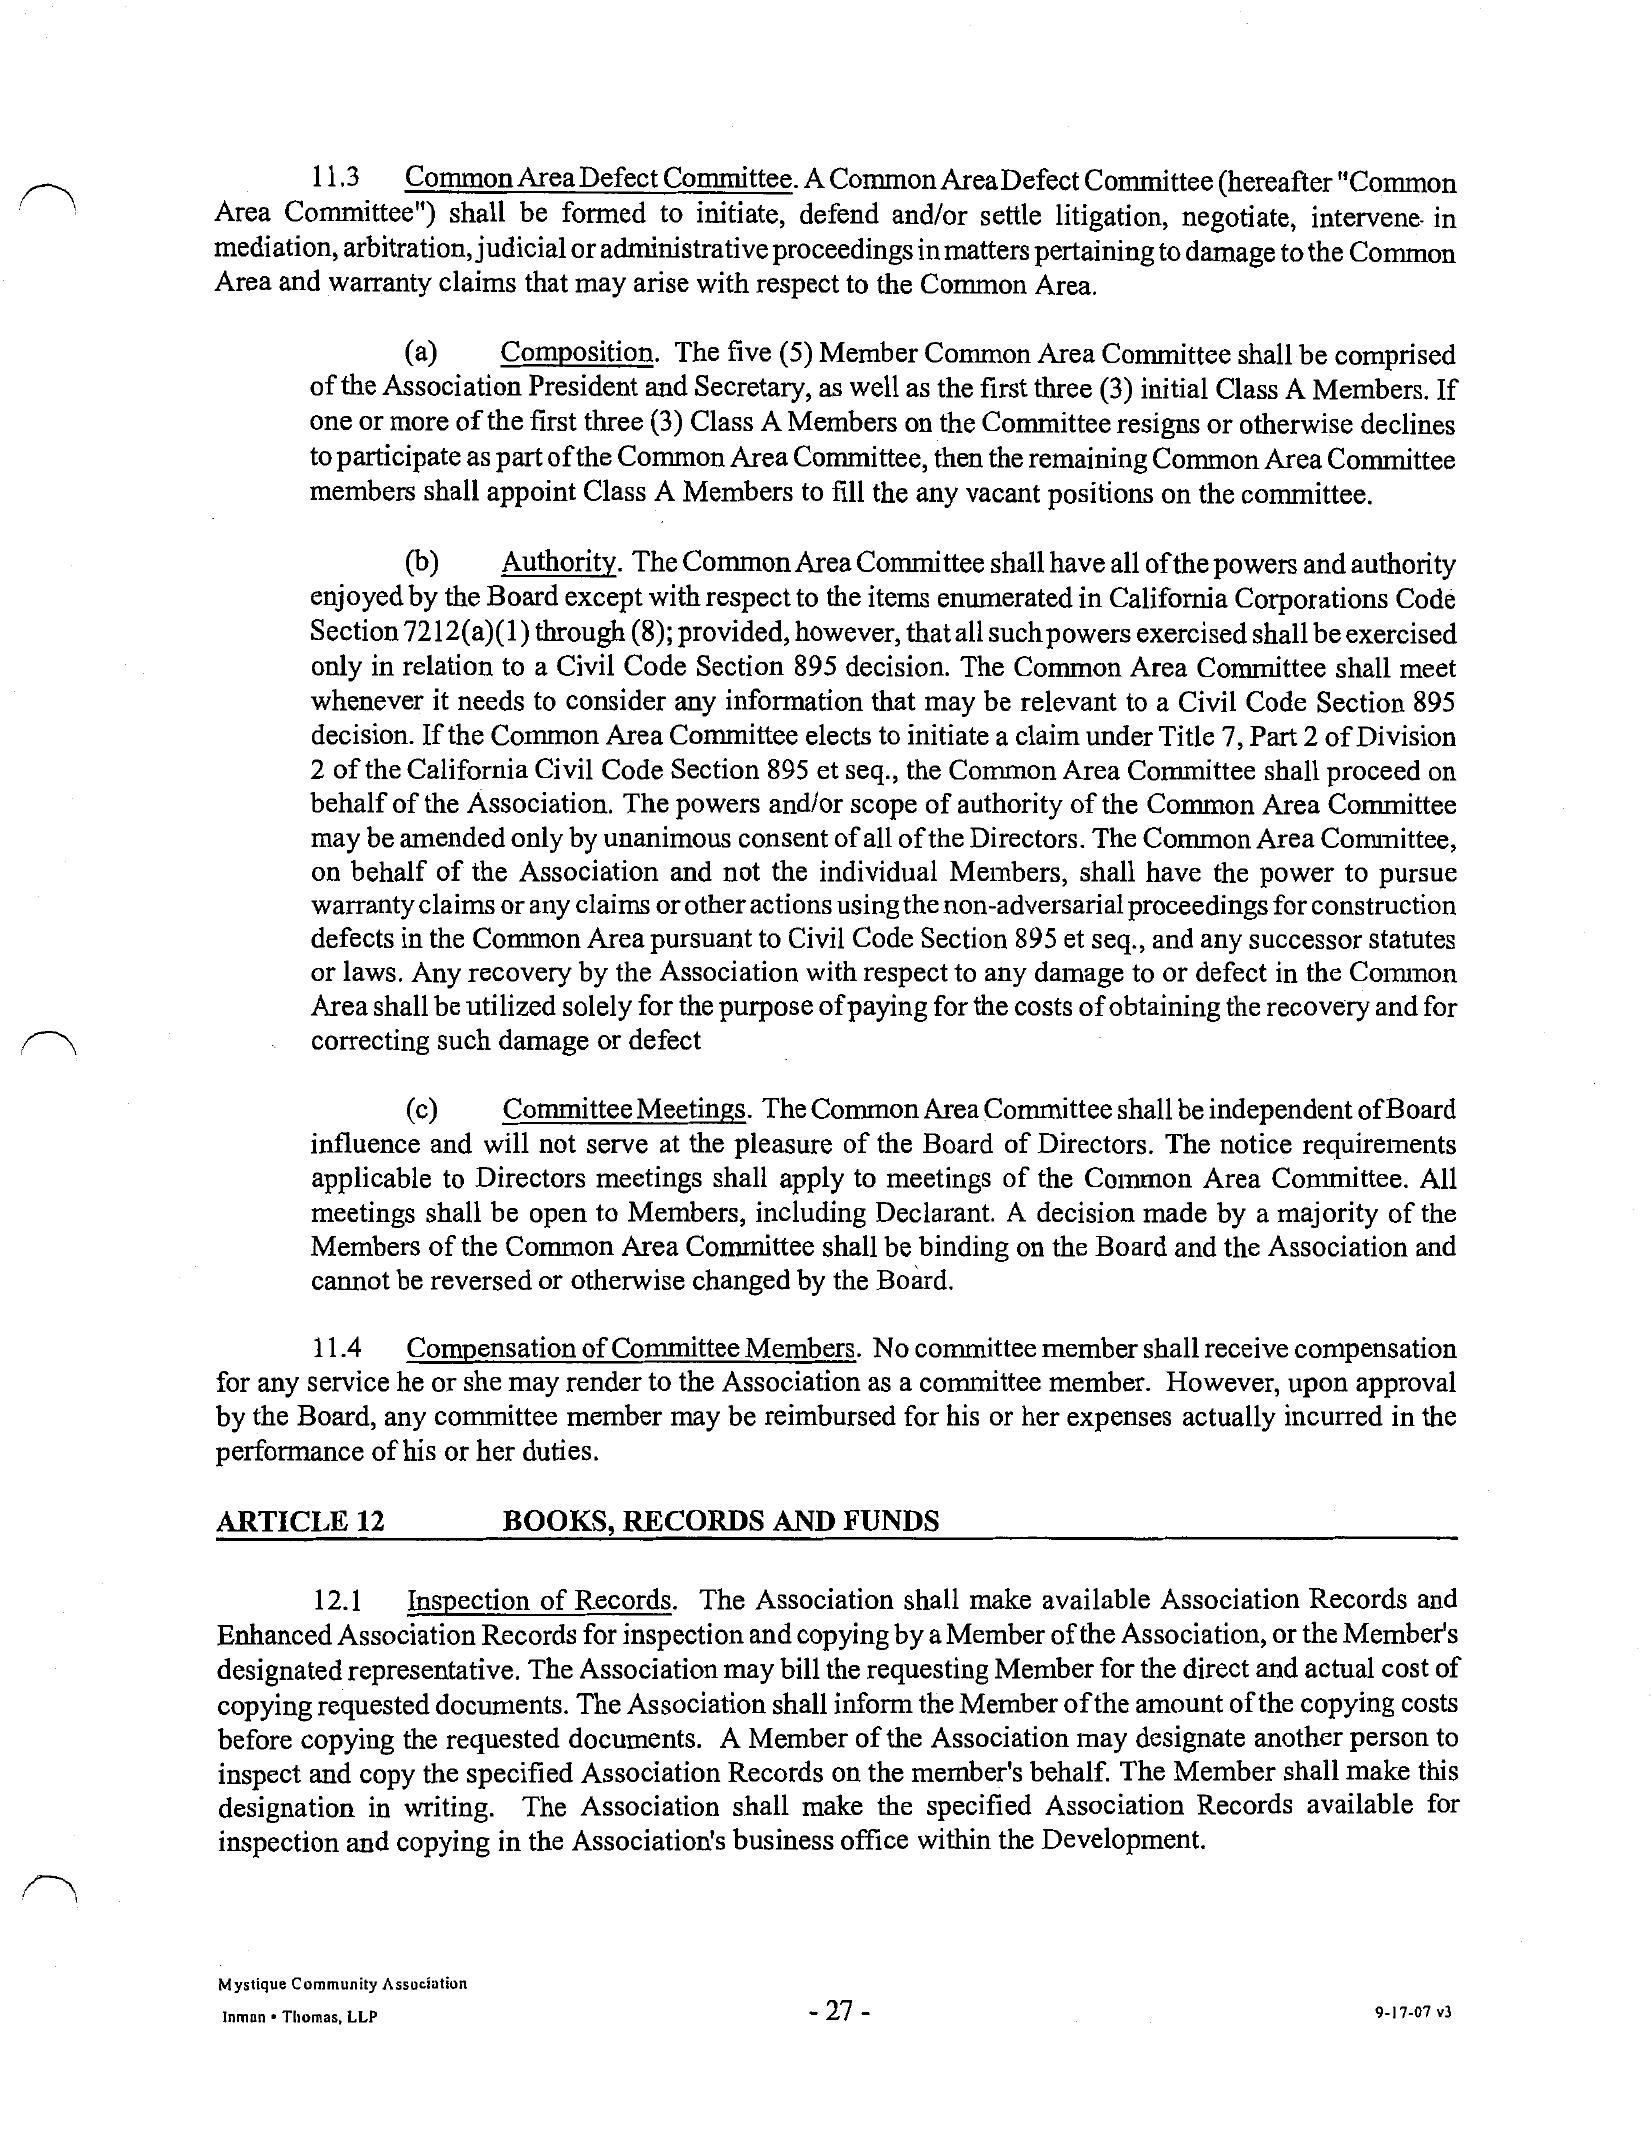 11.3 Common Area Defect Committee. A Common Area Defect Committee (hereafter "Common
Area Committee") shall be formed to initiate, defend and/or settle litigation, negotiate, intervene in
mediation, arbitration, judicial or administrative proceedings in matters pertaining to damage to the Common
Area and warranty claims that may arise with respect to the Common Area.
(a) Composition. The five (5) Member Common Area Committee shall be comprised
of the Association President and Secretary, as well as the first three (3) initial Class A Members. If
one or more of the first three (3) Class A Members on the Committee resigns or otherwise declines
to participate as part of the Common Area Committee, then the remaining Common Area Committee
members shall appoint Class A Members to fill the any vacant positions on the committee.
(b) Authority. The Common Area Committee shall have all of the powers and authority
enjoyed by the Board except with respect to the items enumerated in California Corporations Code
Section 7212(a)(1) through (8); provided, however, that all such powers exercised shall be exercised
only in relation to a Civil Code Section 895 decision. The Common Area Committee shall meet
whenever it needs to consider any information that may be relevant to a Civil Code Section 895
decision. If the Common Area Committee elects to initiate a claim under Title 7, Part 2 of Division
2 of the California Civil Code Section 895 et seq., the Common Area Committee shall proceed on
behalf of the Association. The powers and/or scope of authority of the Common Area Committee
may be amended only by unanimous consent of all of the Directors. The Common Area Committee,
on behalf of the Association and not the individual Members, shall have the power to pursue
warranty claims or any claims or other actions using the non-adversarial proceedings for construction
defects in the Common Area pursuant to Civil Code Section 895 et seq., and any successor statutes
or laws. Any recovery by the Association with respect to any damage to or defect in the Common
Area shall be utilized solely for the purpose of paying for the costs of obtaining the recovery and for
correcting such damage or defect
(c) Committee Meetings. The Common Area Committee shall be independent of Board
influence and will not serve at the pleasure of the Board of Directors. The notice requirements
applicable to Directors meetings shall apply to meetings of the Common Area Committee. All
meetings shall be open to Members, including Declarant. A decision made by a majority of the
Members of the Common Area Committee shall be binding on the Board and the Association and
cannot be reversed or otherwise changed by the Board.
11.4 Compensation of Committee Members. No committee member shall receive compensation
for any service he or she may render to the Association as a committee member. However, upon approval
by the Board, any committee member may be reimbursed for his or her expenses actually incurred in the
performance of his or her duties.
ARTICLE 12 BOOKS, RECORDS AND FUNDS
12.1 Inspection of Records. The Association shall make available Association Records and
Enhanced Association Records for inspection and copying by a Member of the Association, or the Member's
designated representative. The Association may bill the requesting Member for the direct and actual cost of
copying requested documents. The Association shall inform the Member of the amount of the copying costs
before copying the requested documents. A Member of the Association may designate another person to
inspect and copy the specified Association Records on the member's behalf. The Member shall make this
designation in writing. The Association shall make the specified Association Records available for
inspection and copying in the Association's business office within the Development.
Mystique Community Association
Inman • Thomas, LLP - 27 - 9-17-07 v3